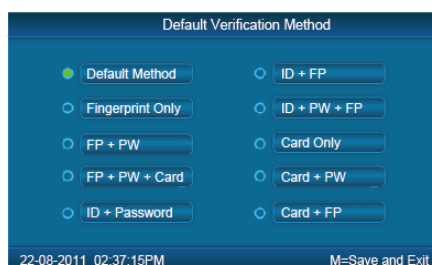 Default Verification Method
Default Method
ID + FP
Fingerprint Only
ID + PW + FP
FP + PW
Card Only
FP + PW + Card
Card + PW
ID + Password
Card + FP
22-08-2011 02:37:15PM
M=Save and Exit